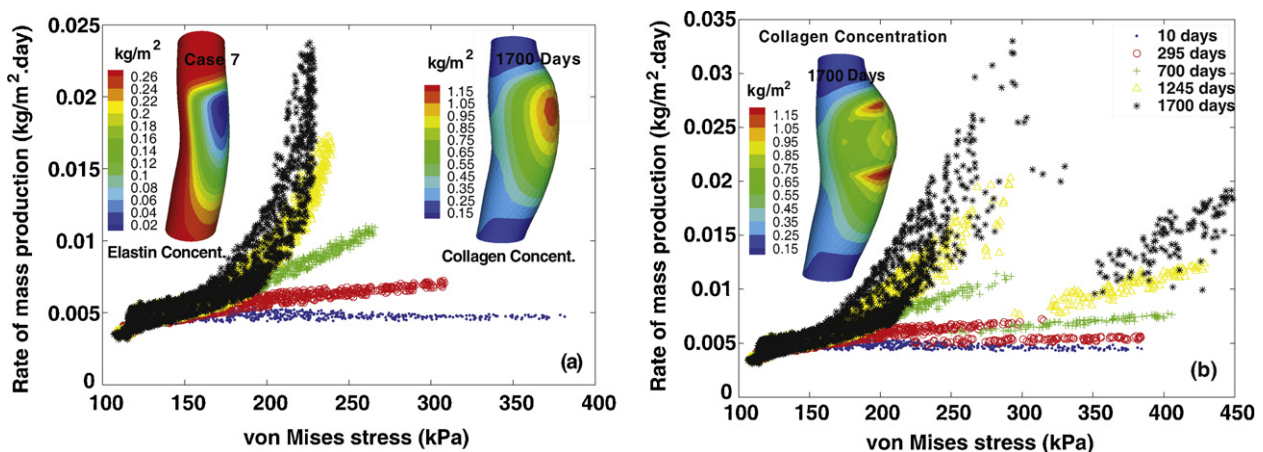 0.025
0.02
0.015
0.01
0.005
0
Rate of mass production (kg/m².day)
kg/m²
Case 7
0.26
0.24
0.22
0.20
0.18
0.16
0.14
0.12
0.10
0.08
0.06
0.04
0.02
Elastin Concent.
kg/m²
1700 Days
1.15
1.05
0.95
0.85
0.75
0.65
0.55
0.45
0.35
0.25
0.15
Collagen Concent.
(a)
100 150 200 250 300 350 400
von Mises stress (kPa)
0.035
0.03
0.025
0.02
0.015
0.01
0.005
0
Rate of mass production (kg/m².day)
Collagen Concentration
1700 Days
kg/m²
1.15
1.05
0.95
0.85
0.75
0.65
0.55
0.45
0.35
0.25
0.15
10 days
295 days
700 days
1245 days
1700 days
(b)
100 150 200 250 300 350 400 450
von Mises stress (kPa)